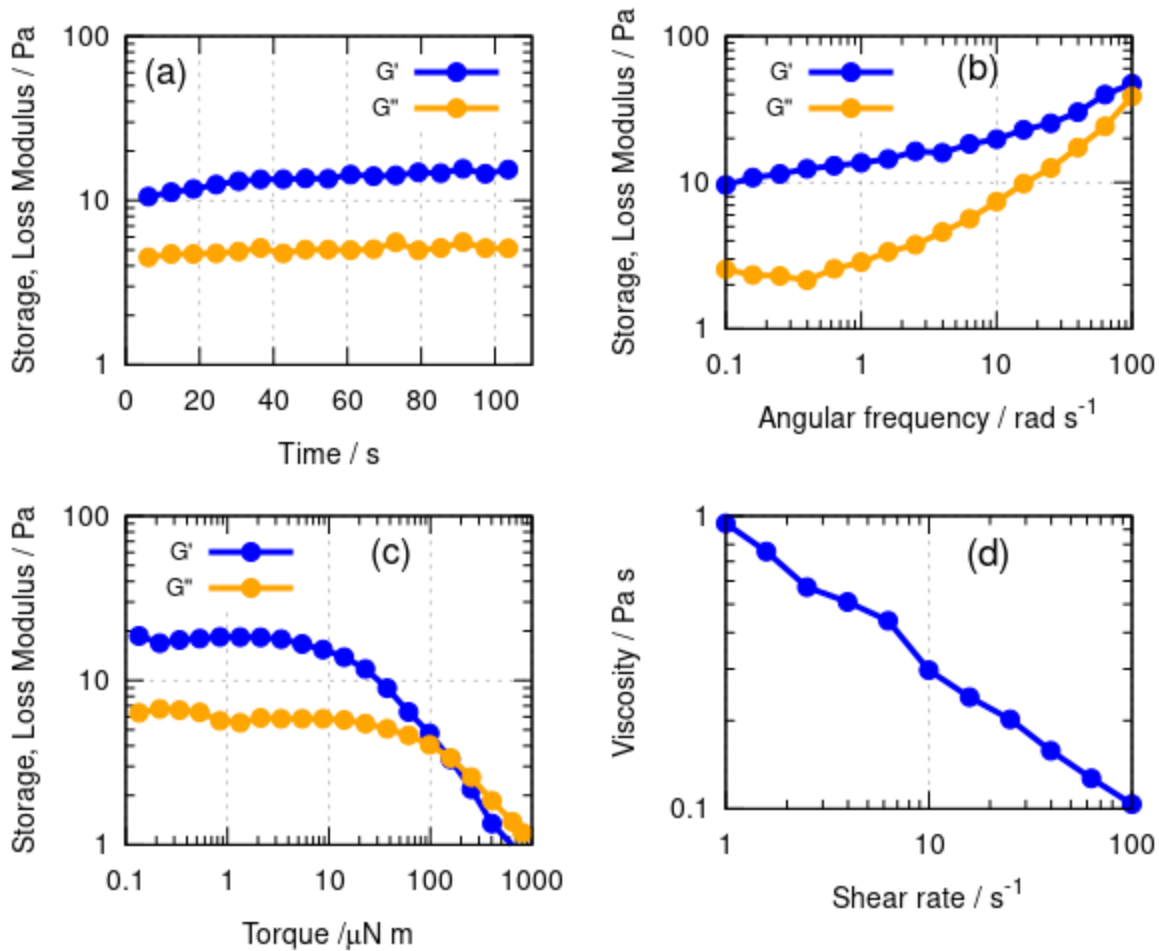 Storage, Loss Modulus / Pa
100
10
1
(a)
G'
G"
0 20 40 60 80 100
Time / s
Storage, Loss Modulus / Pa
100
10
1
G'
G"
(b)
0.1 1 10 100
Angular frequency / rad s⁻¹
Storage, Loss Modulus / Pa
100
10
1
G'
G"
(c)
0.1 1 10 100 1000
Torque /μN m
Viscosity / Pa s
1
0.1
(d)
1 10 100
Shear rate / s⁻¹